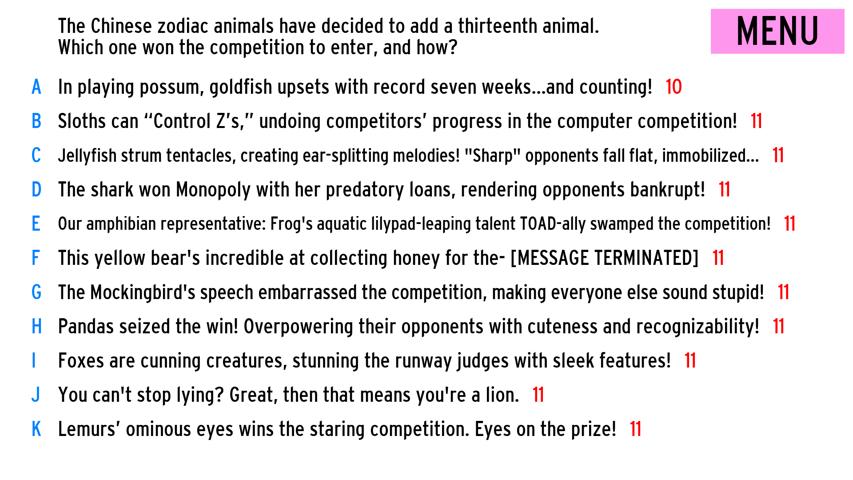 The Chinese zodiac animals have decided to add a thirteenth animal.
Which one won the competition to enter, and how?
MENU
A In playing possum, goldfish upsets with record seven weeks...and counting! 10
B Sloths can “Control Z’s,” undoing competitors’ progress in the computer competition! 11
C Jellyfish strum tentacles, creating ear-splitting melodies! "Sharp" opponents fall flat, immobilized... 11
D The shark won Monopoly with her predatory loans, rendering opponents bankrupt! 11
E Our amphibian representative: Frog's aquatic lilypad-leaping talent TOAD-ally swamped the competition! 11
F This yellow bear's incredible at collecting honey for the- [MESSAGE TERMINATED] 11
G The Mockingbird's speech embarrassed the competition, making everyone else sound stupid! 11
H Pandas seized the win! Overpowering their opponents with cuteness and recognizability! 11
I Foxes are cunning creatures, stunning the runway judges with sleek features! 11
J You can't stop lying? Great, then that means you're a lion. 11
K Lemurs’ ominous eyes wins the staring competition. Eyes on the prize! 11